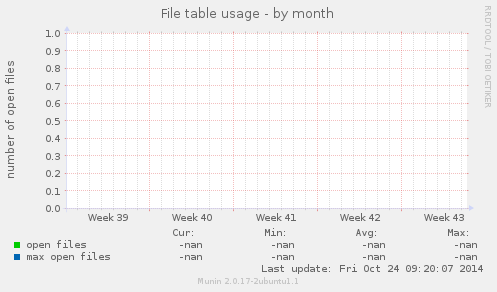 File table usage - by month
RRDTOOL / TOBI OETIKER
number of open files
1.0
0.9
0.8
0.7
0.6
0.5
0.4
0.3
0.2
0.1
0.0
Week 39 Week 40 Week 41 Week 42 Week 43
Cur: Min: Avg: Max:
open files -nan -nan -nan -nan
max open files -nan -nan -nan -nan
Last update: Fri Oct 24 09:20:07 2014
Munin 2.0.17-2ubuntu1.1